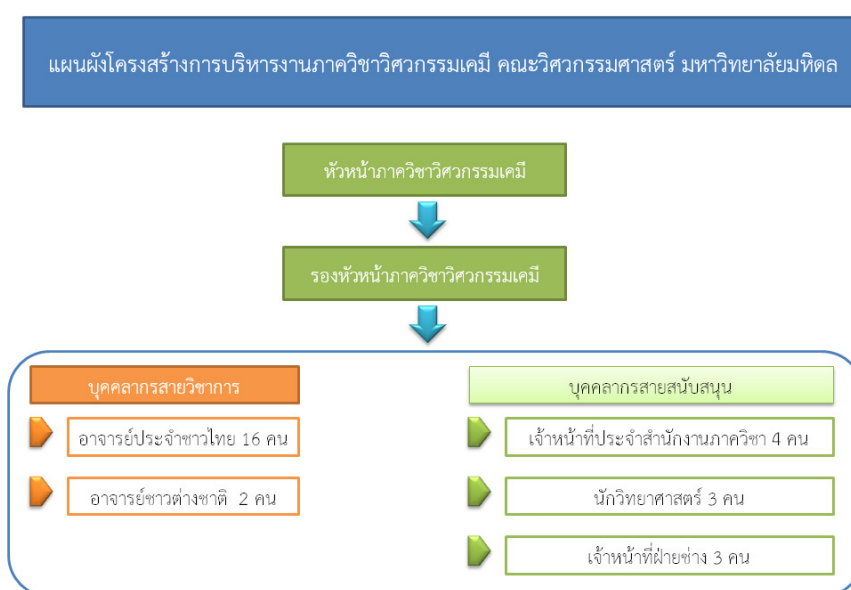 แผนผังโครงสร้างการบริหารงานภาควิชาวิศวกรรมเคมี คณะวิศวกรรมศาสตร์ มหาวิทยาลัยมหิดล
หัวหน้าภาควิชาวิศวกรรมเคมี
รองหัวหน้าภาควิชาวิศวกรรมเคมี
บุคคลากรสายวิชาการ
อาจารย์ประจำชาวไทย 16 คน
อาจารย์ชาวต่างชาติ 2 คน
บุคลากรสายสนับสนุน
เจ้าหน้าที่ประจำสำนักงานภาควิชา 4 คน
นักวิทยาศาสตร์ 3 คน
เจ้าหน้าที่ฝ่ายช่าง 3 คน